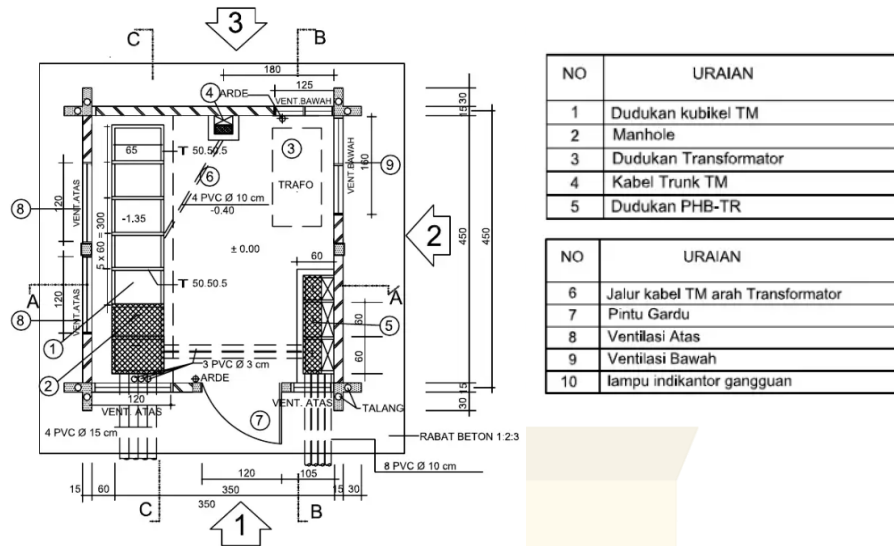 C
3
B
180
125
4
ARDE
VENT.BAWAH
15 30
65
T 50.50.5
3
TRAFO
VENT.BAWAH
160
9
6
4 PVC Ø 10 cm
-0.40
8
120
VENT.ATAS
-1.35
5 x 60 = 300
± 0.00
2
450
450
60
T 50.50.5
A
A
120
8
VENT.ATAS
60
5
1
60
3 PVC Ø 3 cm
2
ARDE
15
120
VENT. ATAS
7
VENT. ATAS
TALANG
30
4 PVC Ø 15 cm
RABAT BETON 1:2:3
120
105
8 PVC Ø 10 cm
15 60
350
15 30
350
C
1
B
NO URAIAN
1 Dudukan kubikel TM
2 Manhole
3 Dudukan Transformator
4 Kabel Trunk TM
5 Dudukan PHB-TR
NO URAIAN
6 Jalur kabel TM arah Transformator
7 Pintu Gardu
8 Ventilasi Atas
9 Ventilasi Bawah
10 lampu indikantor gangguan